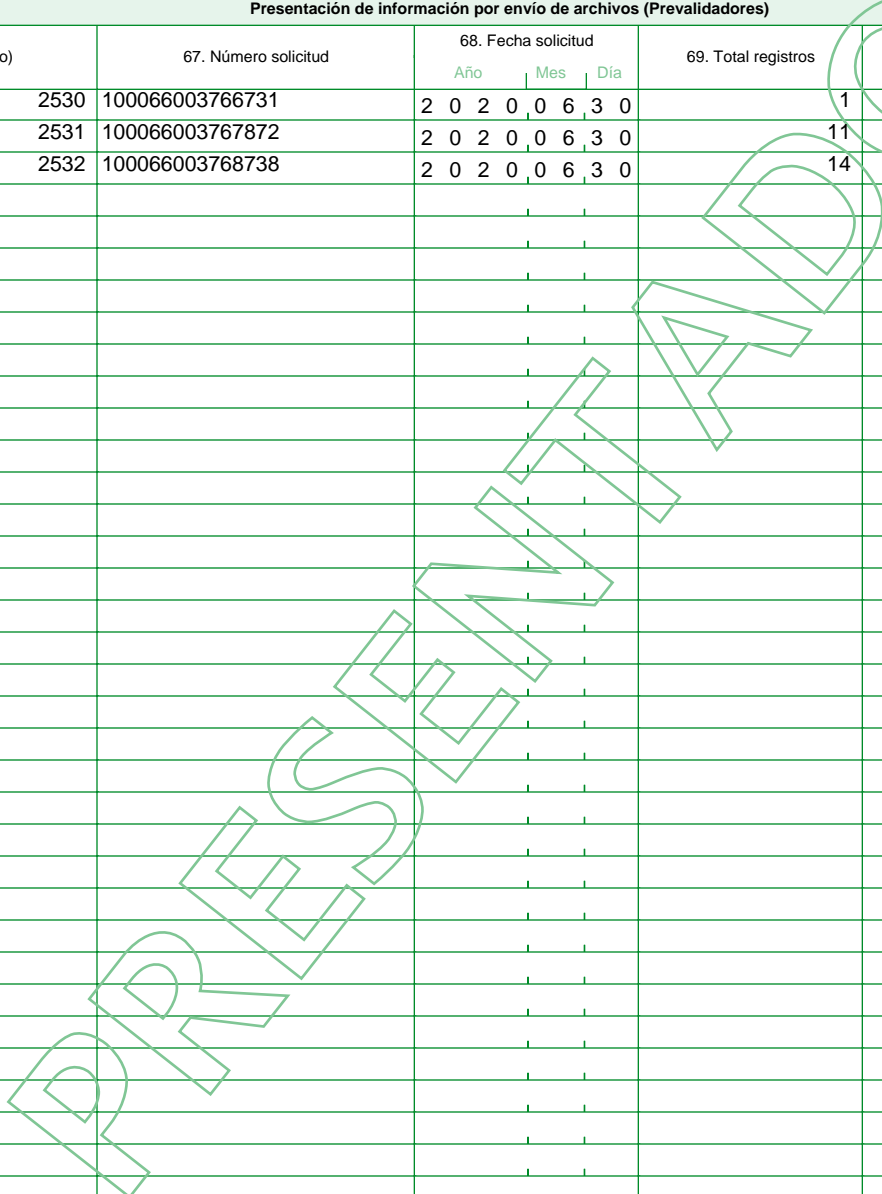 Presentación de información por envío de archivos (Prevalidadores)
o) 67. Número solicitud 68. Fecha solicitud 69. Total registros
Año Mes Día
2530 100066003766731 2 0 2 0 0 6 3 0 1
2531 100066003767872 2 0 2 0 0 6 3 0 11
2532 100066003768738 2 0 2 0 0 6 3 0 14
PRESENTADO